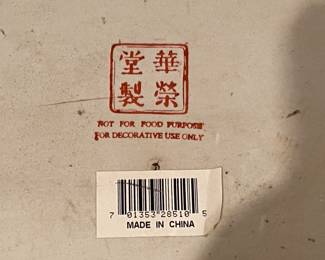 華堂
榮製
NOT FOR FOOD PURPOSE
FOR DECORATIVE USE ONLY
7 01353 28510 5
MADE IN CHINA